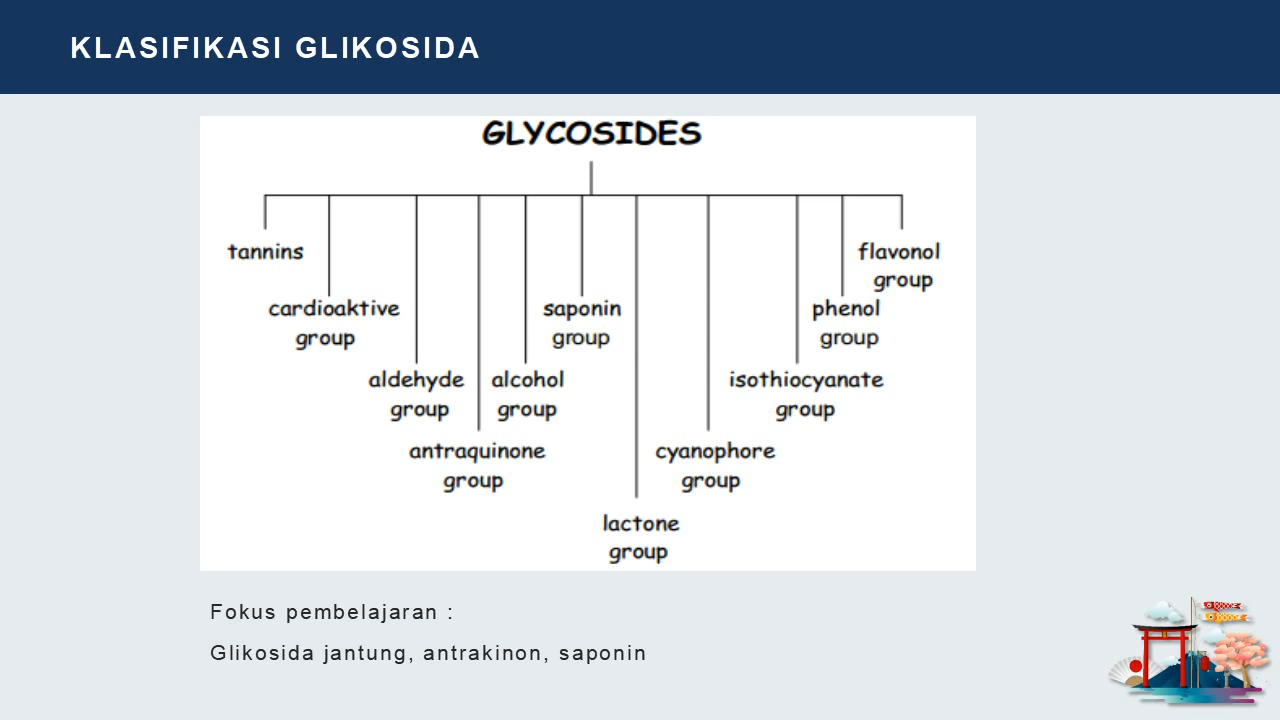 KLASIFIKASI GLIKOSIDA
GLYCOSIDES
tannins
cardioaktive
group
aldehyde
group
antraquinone
group
alcohol
group
saponin
group
lactone
group
cyanophore
group
isothiocyanate
group
phenol
group
flavonol
group
Fokus pembelajaran :
Glikosida jantung, antrakinon, saponin